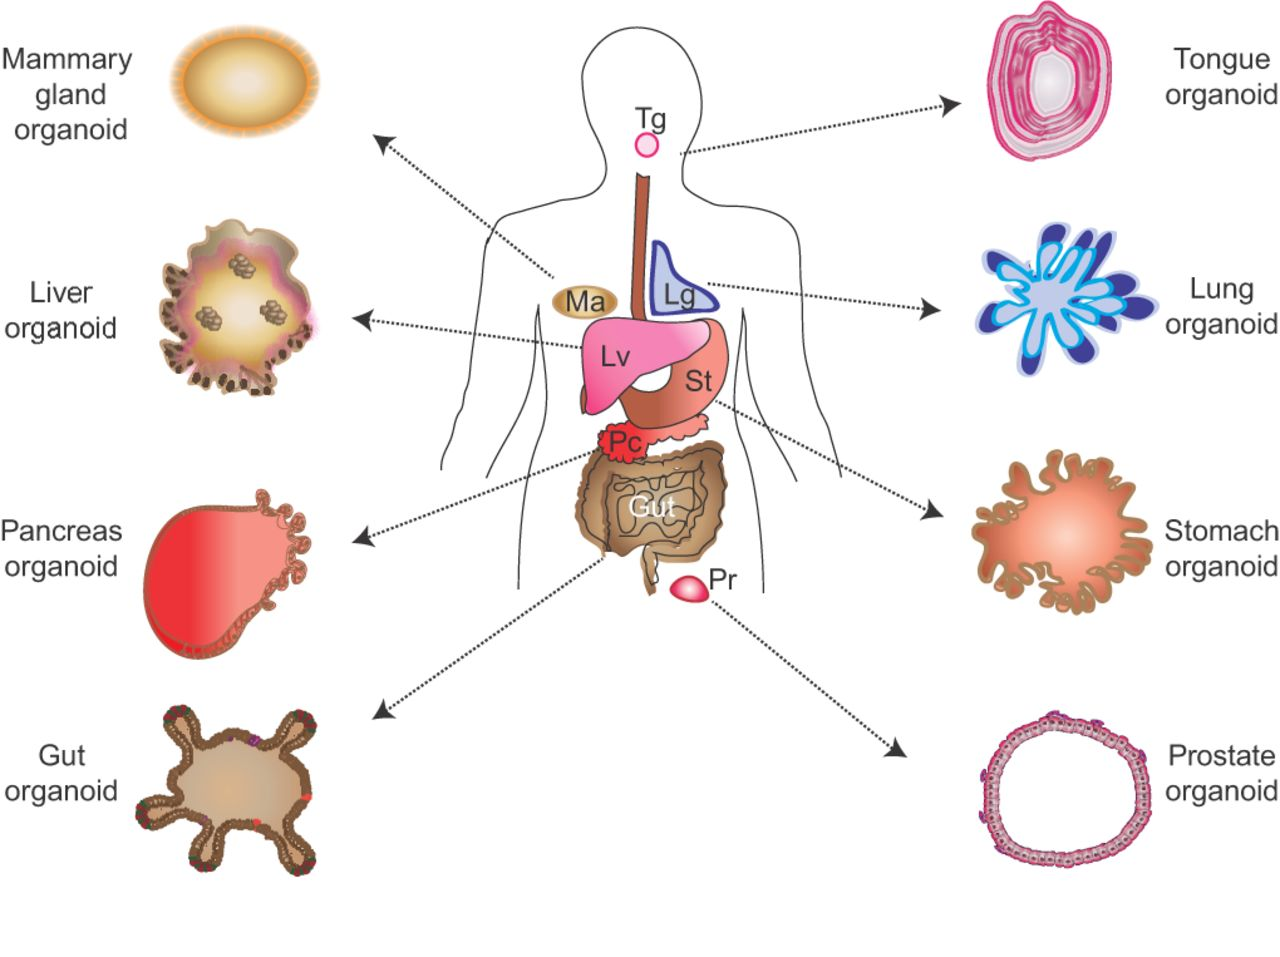 Mammary
gland
organoid
Liver
organoid
Pancreas
organoid
Gut
organoid
Tg
Ma
Lg
Lv
St
Pc
Gut
Pr
Tongue
organoid
Lung
organoid
Stomach
organoid
Prostate
organoid